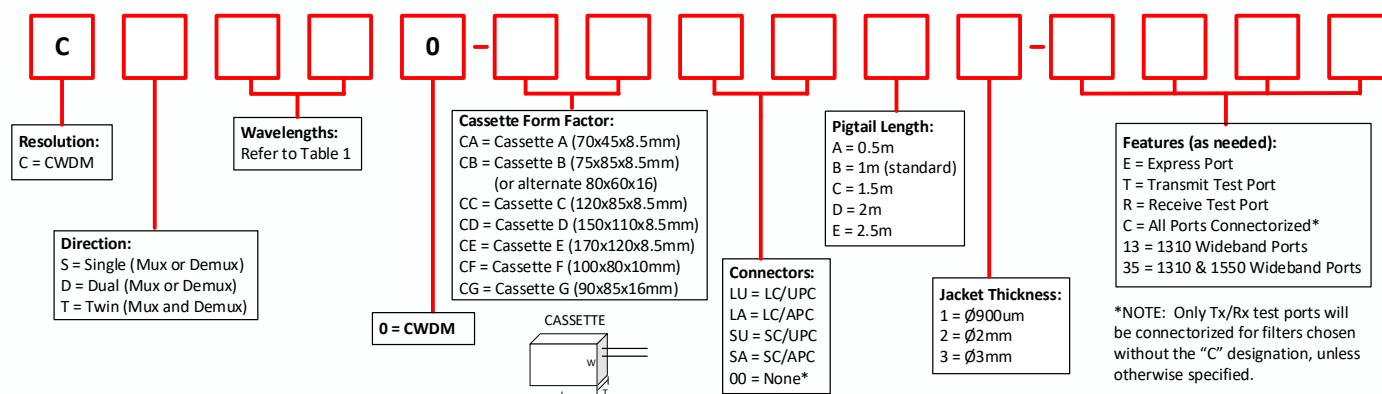 C 0 - -
Resolution:
C = CWDM
Direction:
S = Single (Mux or Demux)
D = Dual (Mux or Demux)
T = Twin (Mux and Demux)
Wavelengths:
Refer to Table 1
0 = CWDM
Cassette Form Factor:
CA = Cassette A (70x45x8.5mm)
CB = Cassette B (75x85x8.5mm)
(or alternate 80x60x16)
CC = Cassette C (120x85x8.5mm)
CD = Cassette D (150x110x8.5mm)
CE = Cassette E (170x120x8.5mm)
CF = Cassette F (100x80x10mm)
CG = Cassette G (90x85x16mm)
CASSETTE
W
Connectors:
LU = LC/UPC
LA = LC/APC
SU = SC/UPC
SA = SC/APC
00 = None*
Pigtail Length:
A = 0.5m
B = 1m (standard)
C = 1.5m
D = 2m
E = 2.5m
Jacket Thickness:
1 = Ø900um
2 = Ø2mm
3 = Ø3mm
Features (as needed):
E = Express Port
T = Transmit Test Port
R = Receive Test Port
C = All Ports Connectorized*
13 = 1310 Wideband Ports
35 = 1310 & 1550 Wideband Ports
*NOTE: Only Tx/Rx test ports will
be connectorized for filters chosen
without the “C” designation, unless
otherwise specified.